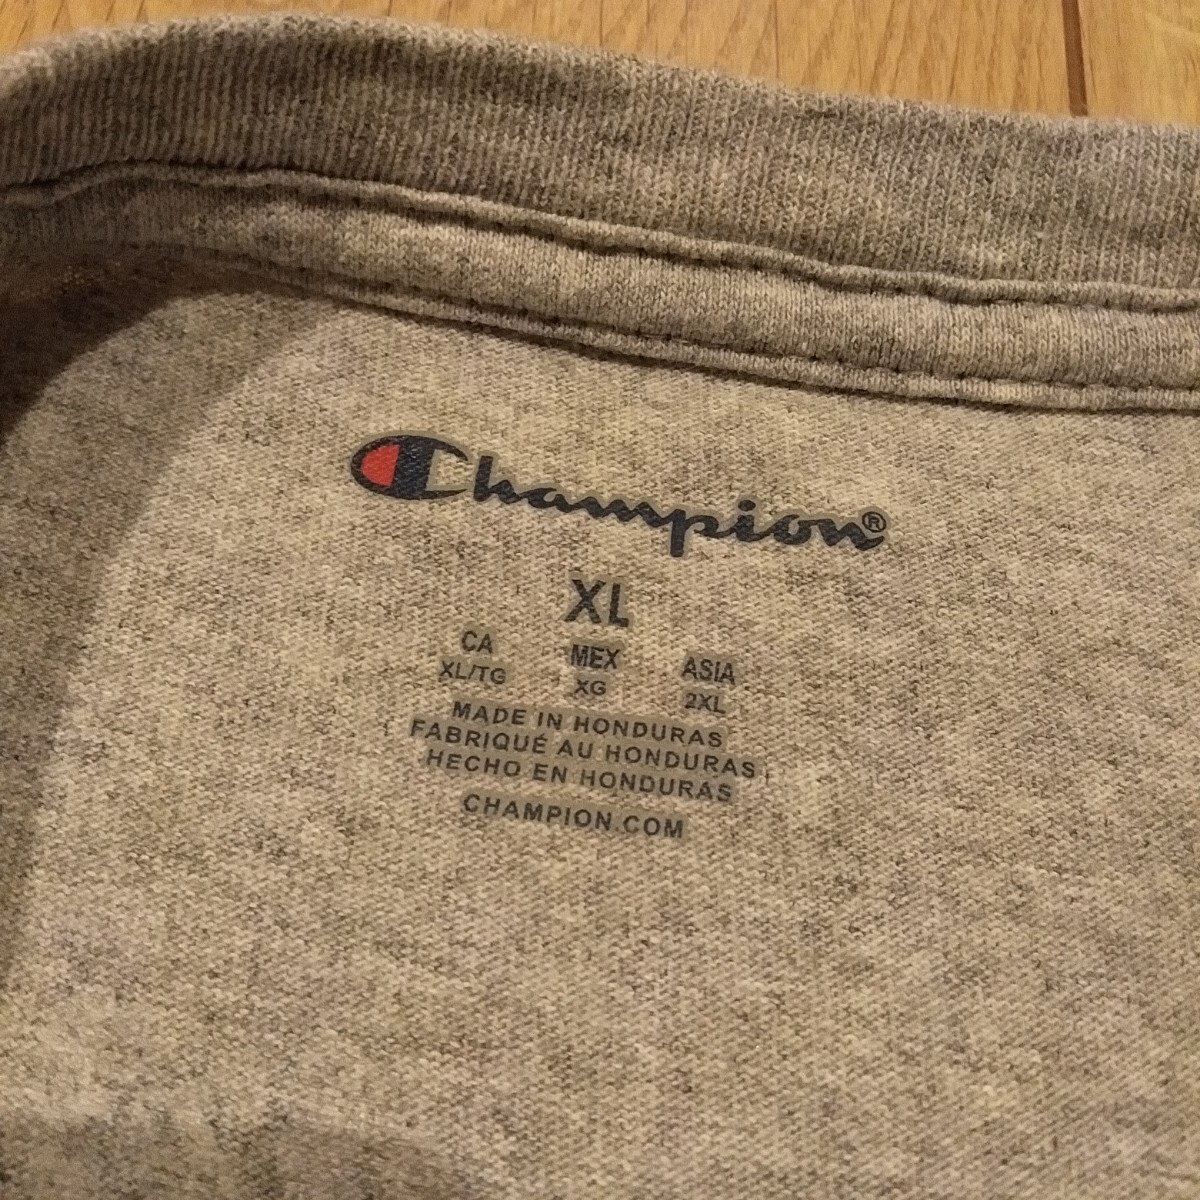 Champion®
XL
CA MEX ASIA
XL/TG XG 2XL
MADE IN HONDURAS
FABRIQUÉ AU HONDURAS
HECHO EN HONDURAS
CHAMPION.COM